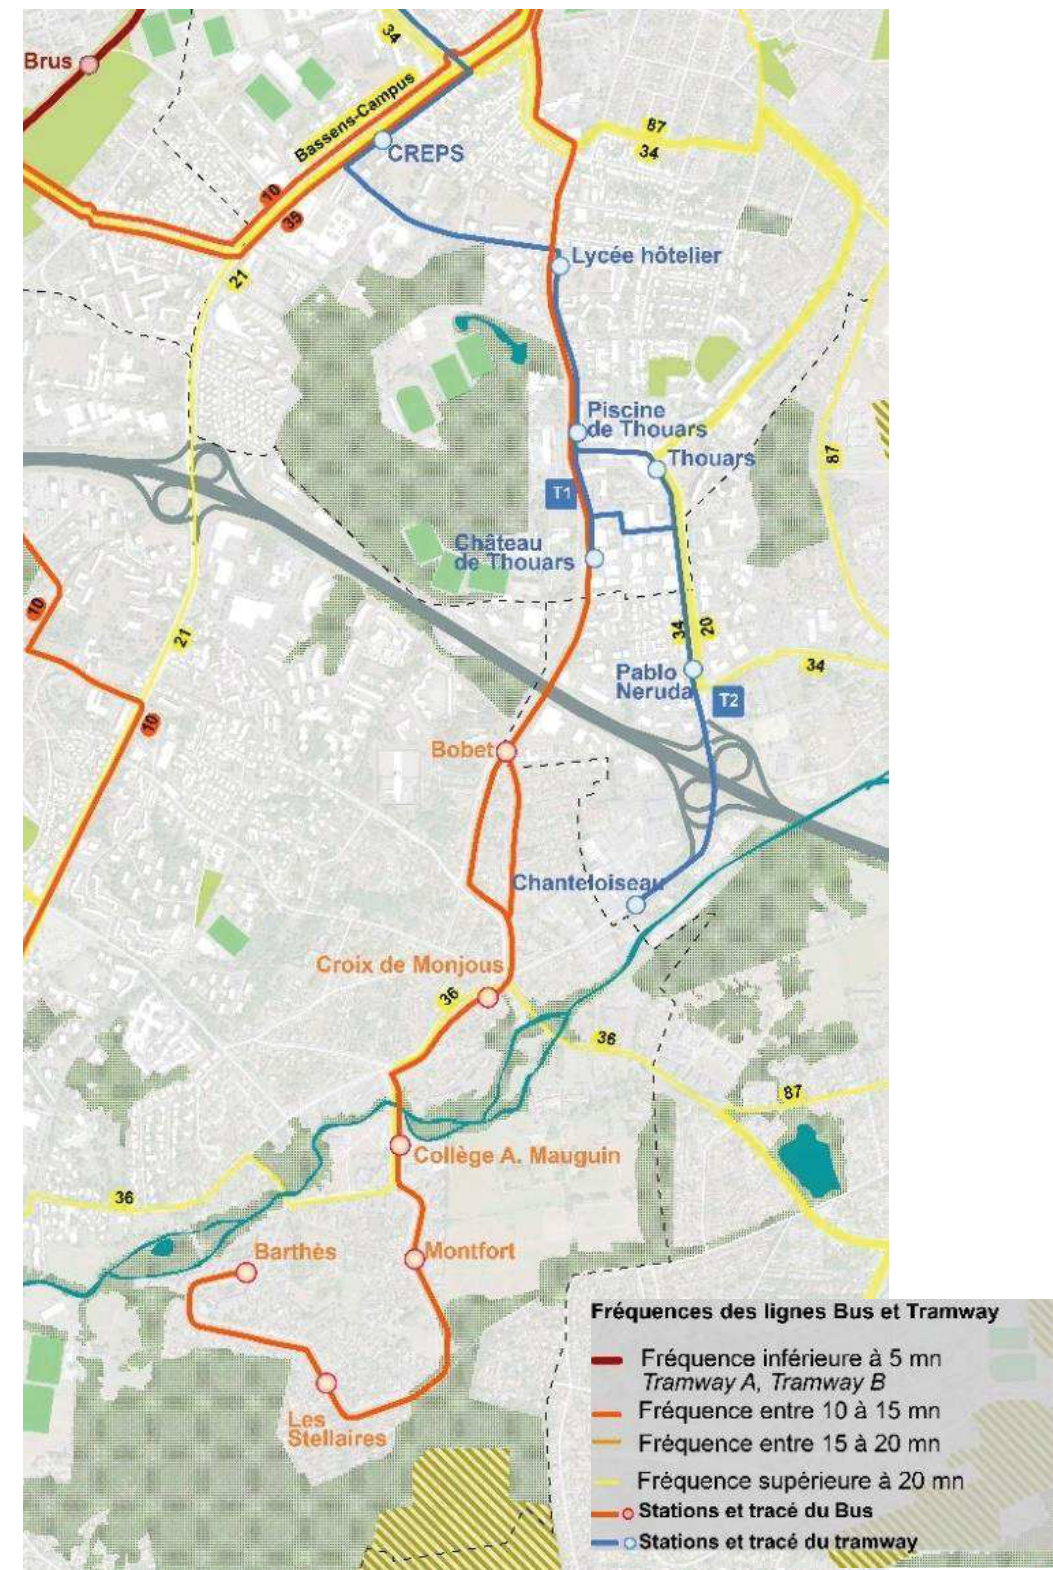 34
Brus
Bassens-Campus
87
34
CREPS
10
39
Lycée hôtelier
21
Piscine
de Thouars
Thouars
87
T1
Château
de Thouars
10
21
34
20
34
Pablo
Neruda
T2
10
Bobet
Chanteloiseau
Croix de Monjous
36
36
87
Collège A. Mauguin
36
Barthès
Montfort
Les
Stellaires
Fréquences des lignes Bus et Tramway
Fréquence inférieure à 5 mn
Tramway A, Tramway B
Fréquence entre 10 à 15 mn
Fréquence entre 15 à 20 mn
Fréquence supérieure à 20 mn
Stations et tracé du Bus
Stations et tracé du tramway